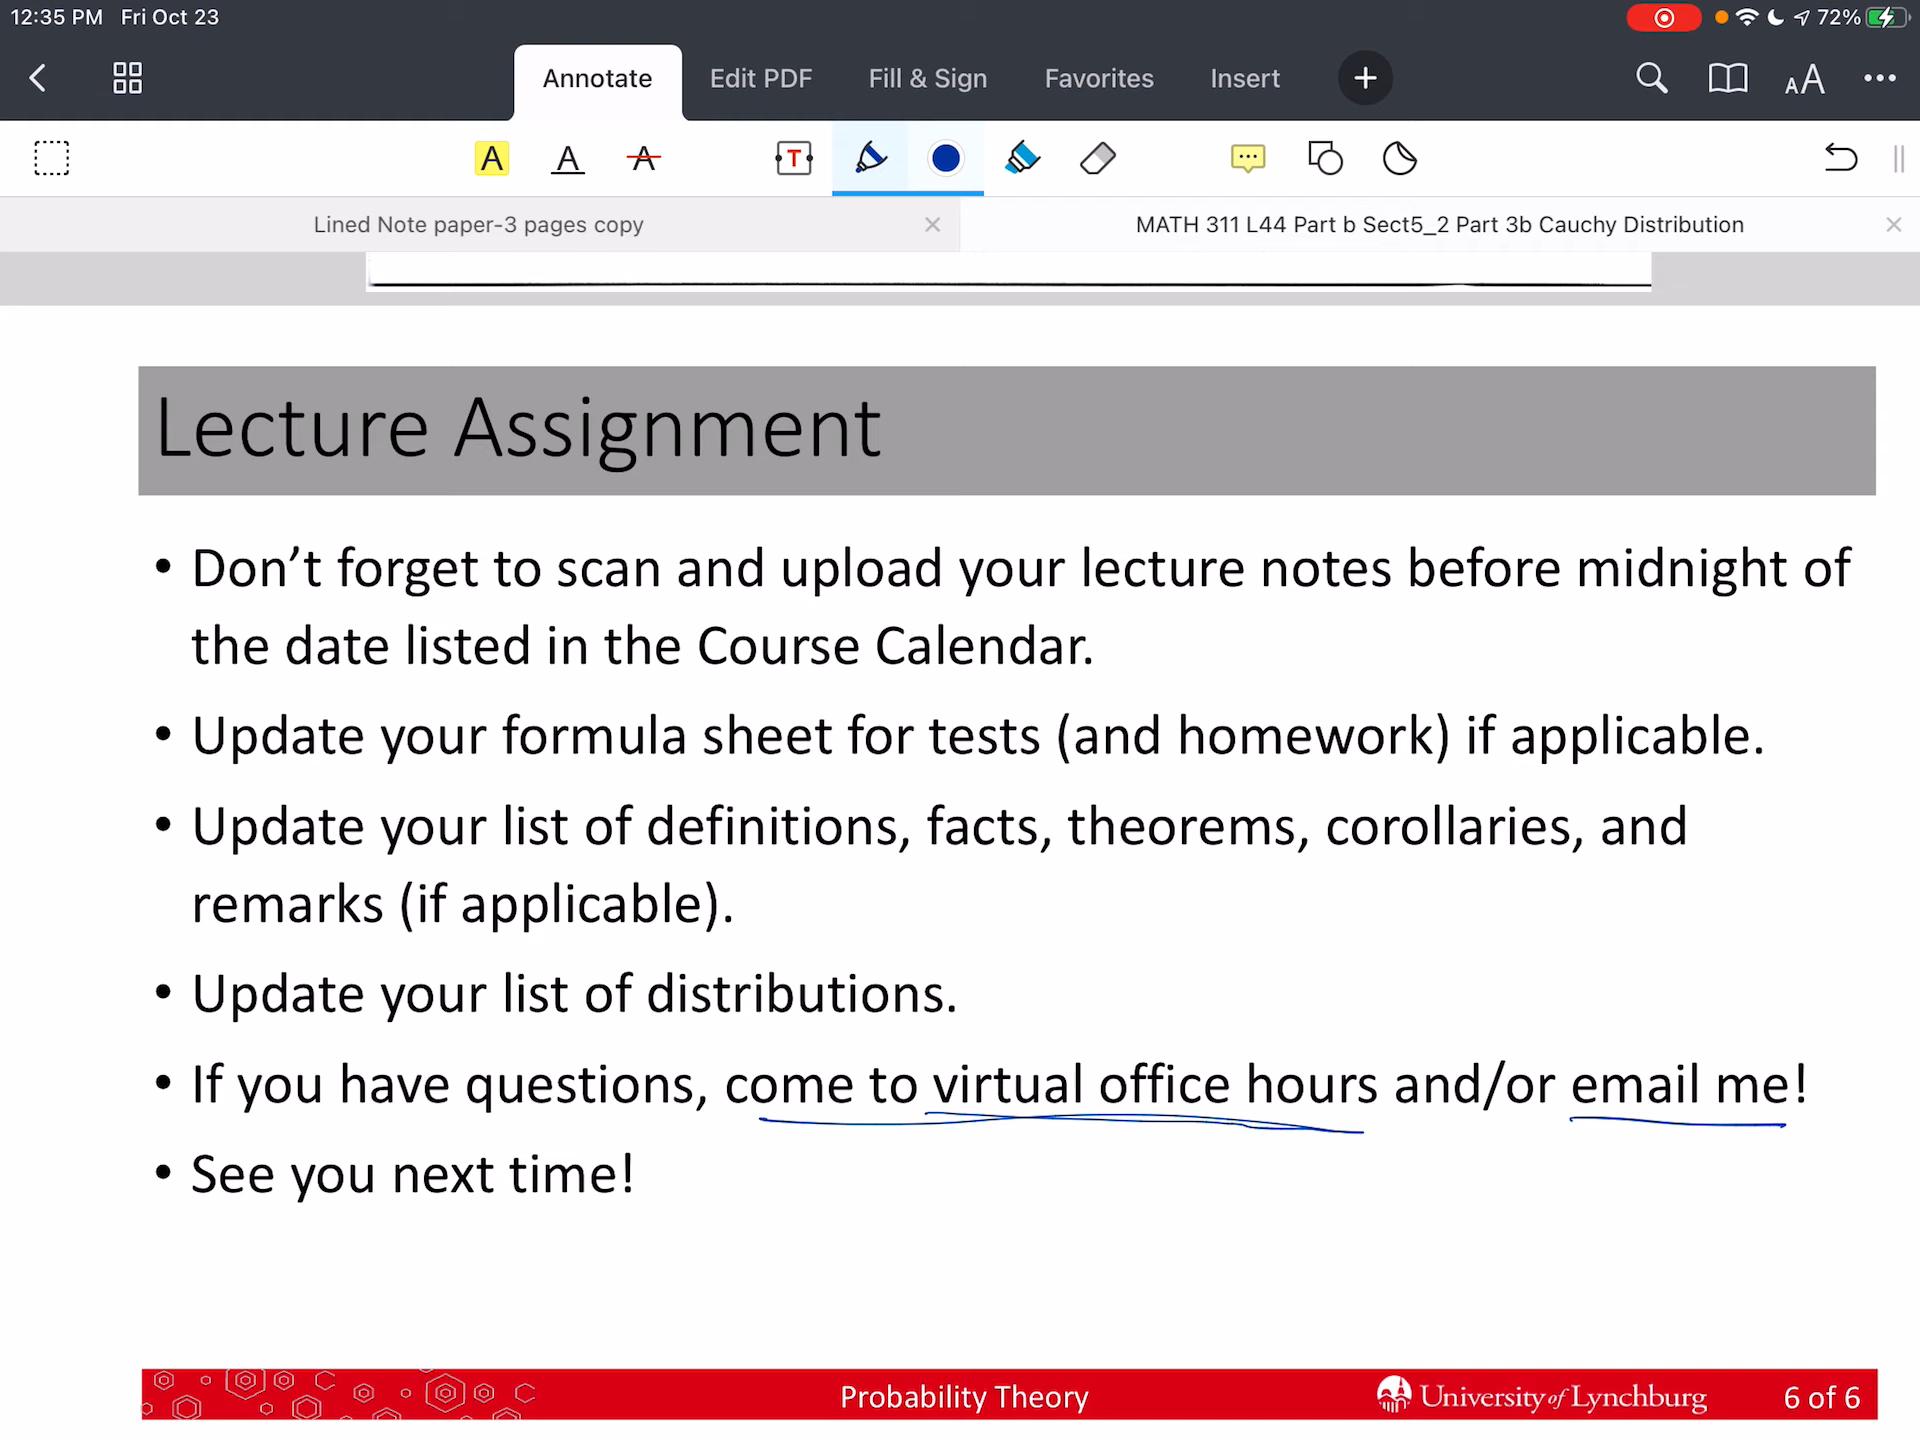 12:35 PM Fri Oct 23 72%
Annotate Edit PDF Fill & Sign Favorites Insert AA
A A A T
Lined Note paper-3 pages copy MATH 311 L44 Part b Sect5_2 Part 3b Cauchy Distribution
Lecture Assignment
• Don’t forget to scan and upload your lecture notes before midnight of
the date listed in the Course Calendar.
• Update your formula sheet for tests (and homework) if applicable.
• Update your list of definitions, facts, theorems, corollaries, and
remarks (if applicable).
• Update your list of distributions.
• If you have questions, come to virtual office hours and/or email me!
• See you next time!
Probability Theory University of Lynchburg 6 of 6